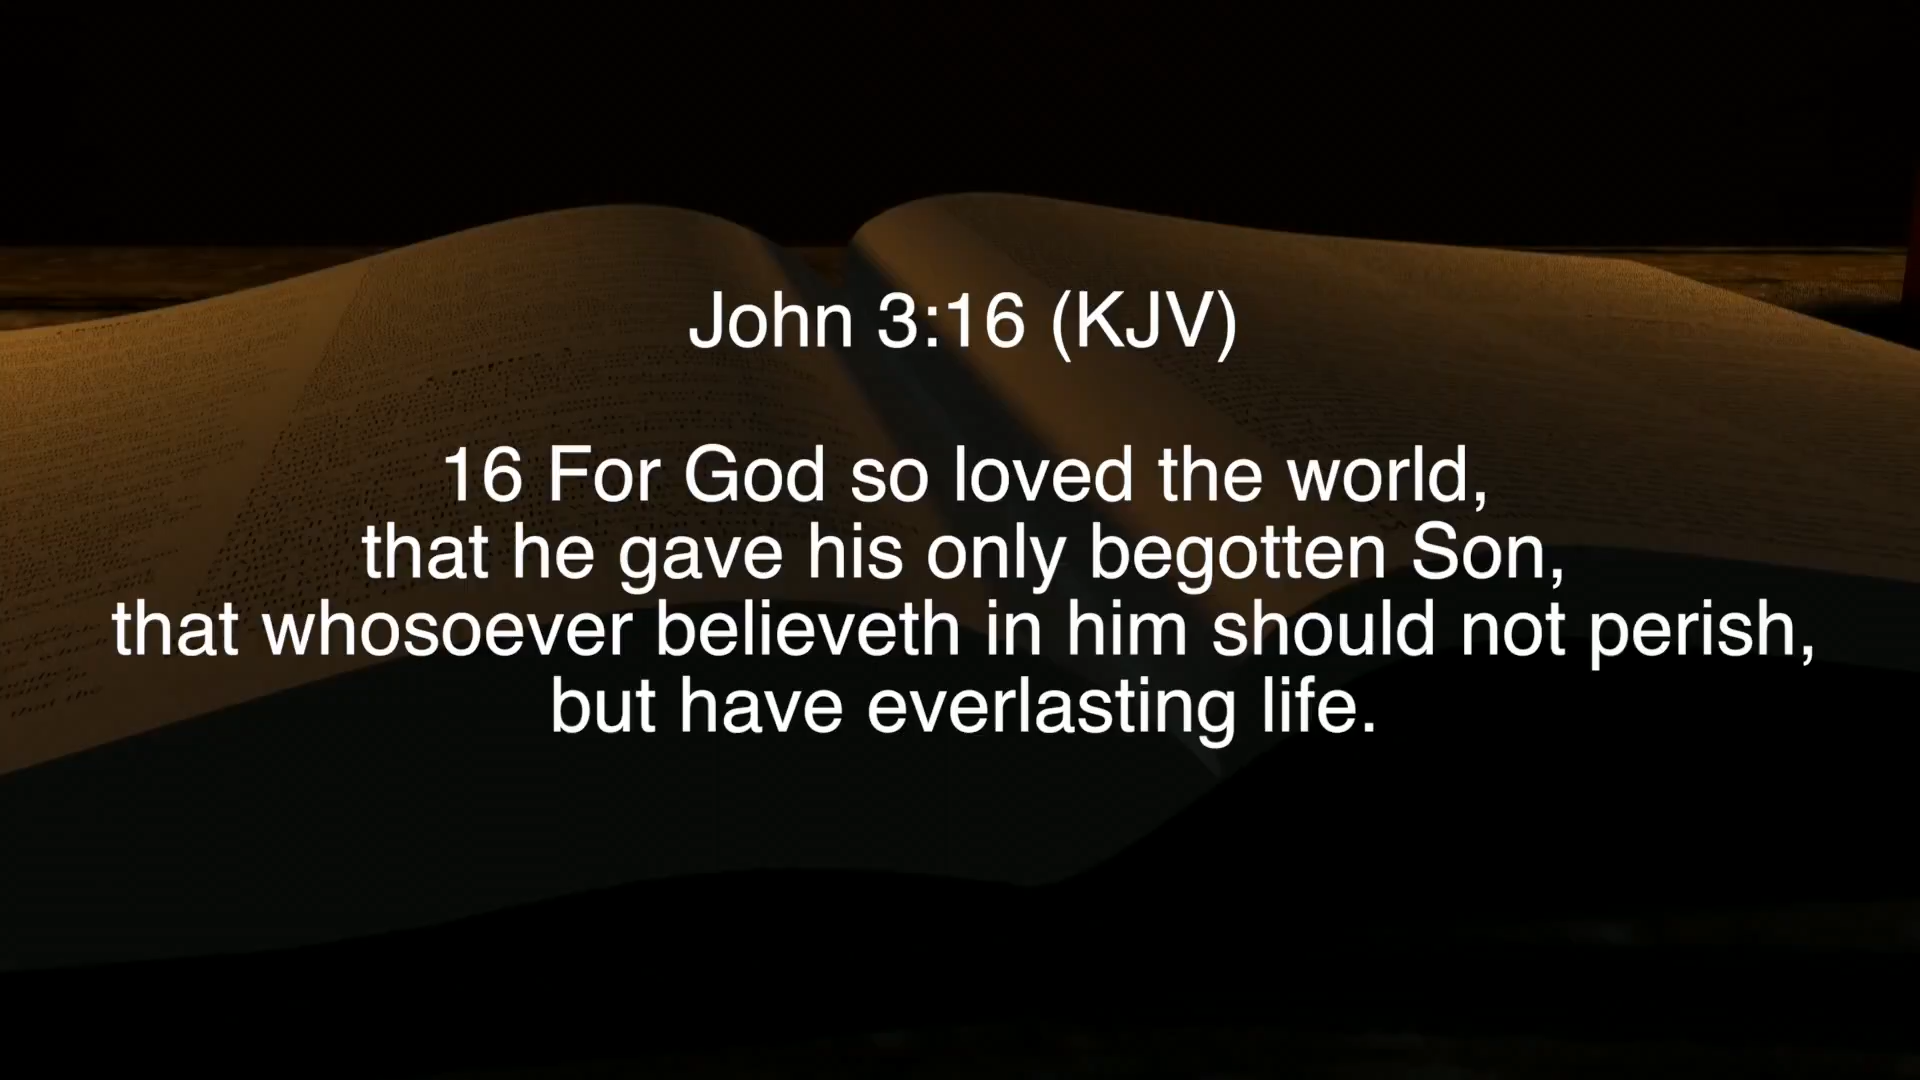 John 3:16 (KJV)
16 For God so loved the world,
that he gave his only begotten Son,
that whosoever believeth in him should not perish,
but have everlasting life.